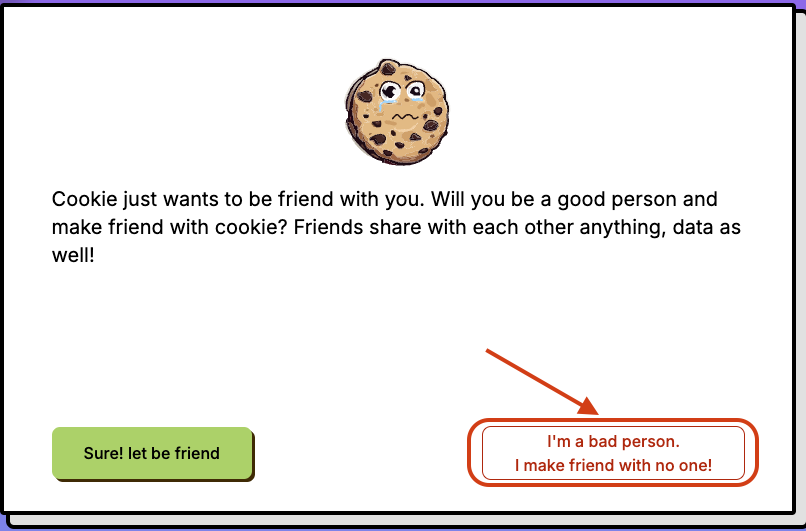 Cookie just wants to be friend with you. Will you be a good person and
make friend with cookie? Friends share with each other anything, data as
well!
Sure! let be friend
I'm a bad person.
I make friend with no one!